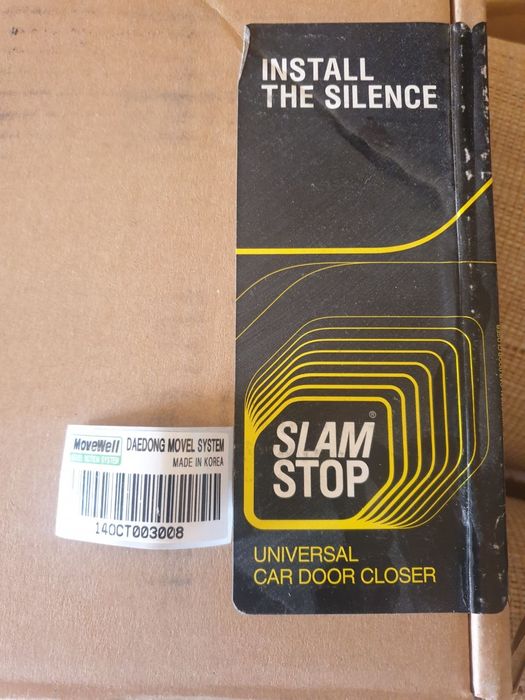 INSTALL
THE SILENCE
SLAM®
STOP
UNIVERSAL
CAR DOOR CLOSER
MoveWell DAEDONG MOVEL SYSTEM
MADE IN KOREA
140CT003008